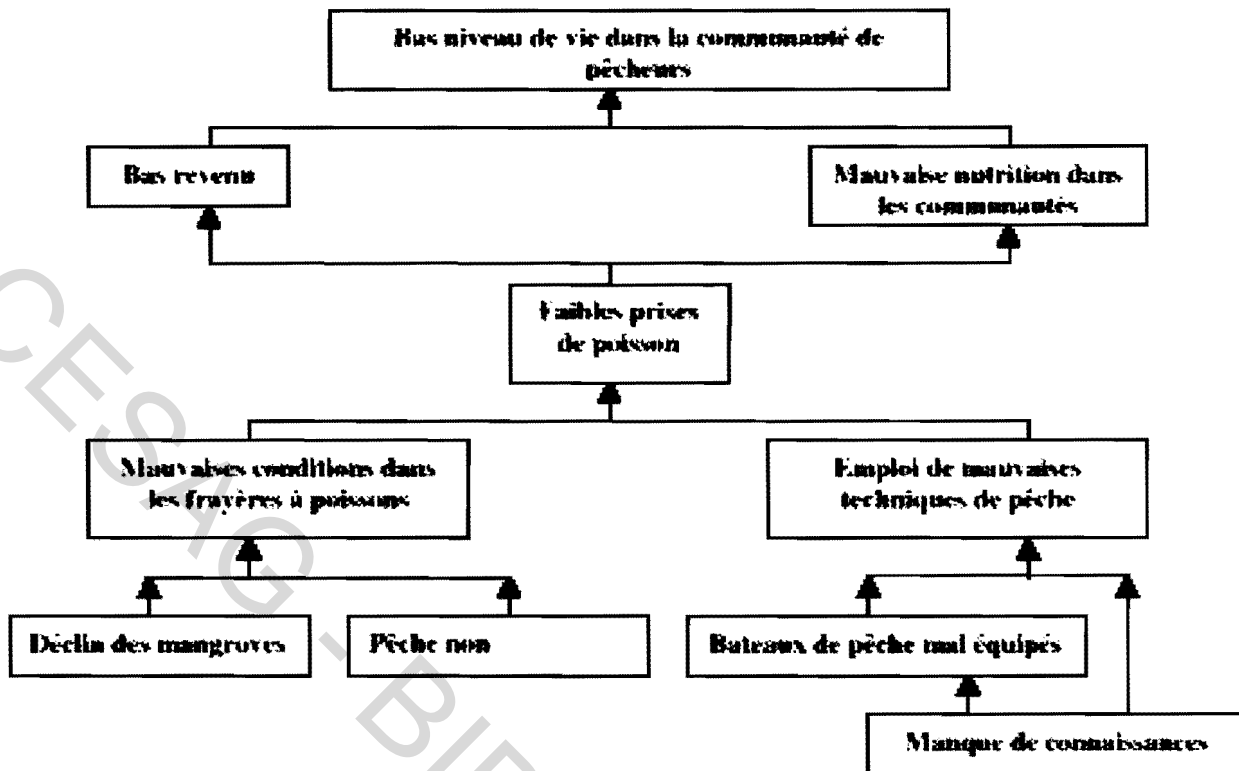 Bas niveau de vie dans la communauté de
pêcheurs
Bas revenu
Mauvaise nutrition dans
les communautés
Faibles prises
de poisson
Mauvaises conditions dans
les frayères à poissons
Emploi de mauvaises
techniques de pêche
Déclin des mangroves
Pêche non
Bateaux de pêche mal équipés
Manque de connaissances
CESAG - BI